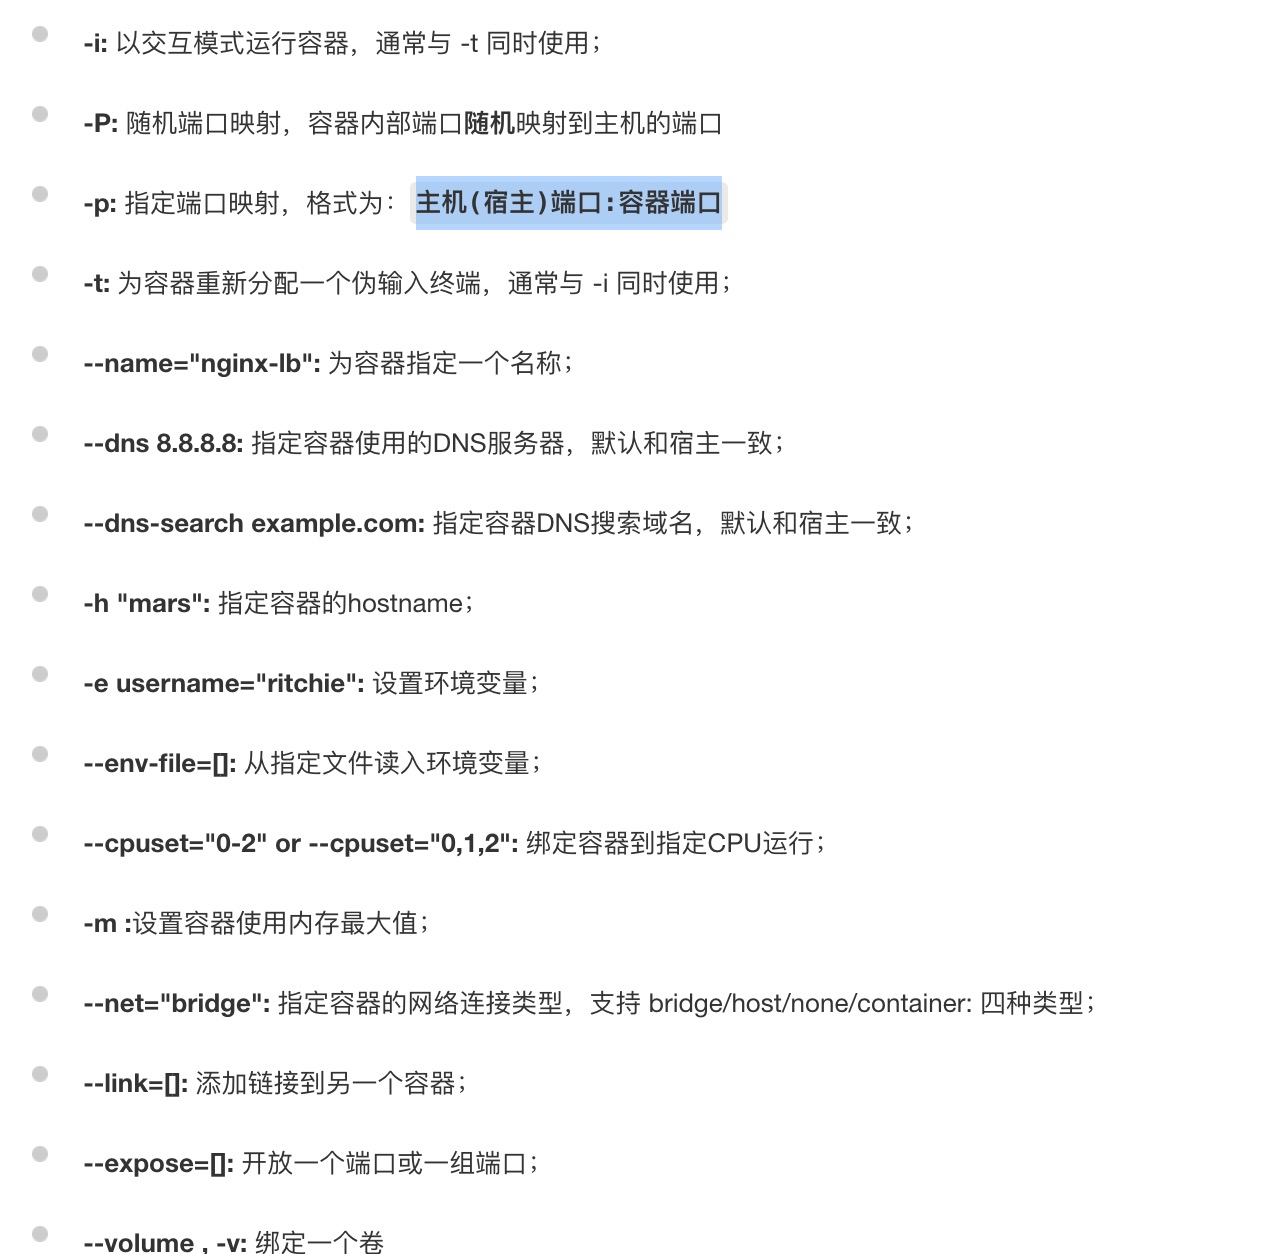 -i: 以交互模式运行容器，通常与 -t 同时使用；
-P: 随机端口映射，容器内部端口随机映射到主机的端口
-p: 指定端口映射，格式为：主机(宿主)端口:容器端口
-t: 为容器重新分配一个伪输入终端，通常与 -i 同时使用；
--name="nginx-lb": 为容器指定一个名称；
--dns 8.8.8.8: 指定容器使用的DNS服务器，默认和宿主一致；
--dns-search example.com: 指定容器DNS搜索域名，默认和宿主一致；
-h "mars": 指定容器的hostname；
-e username="ritchie": 设置环境变量；
--env-file=[]: 从指定文件读入环境变量；
--cpuset="0-2" or --cpuset="0,1,2": 绑定容器到指定CPU运行；
-m :设置容器使用内存最大值；
--net="bridge": 指定容器的网络连接类型，支持 bridge/host/none/container: 四种类型；
--link=[]: 添加链接到另一个容器；
--expose=[]: 开放一个端口或一组端口；
--volume , -v: 绑定一个卷